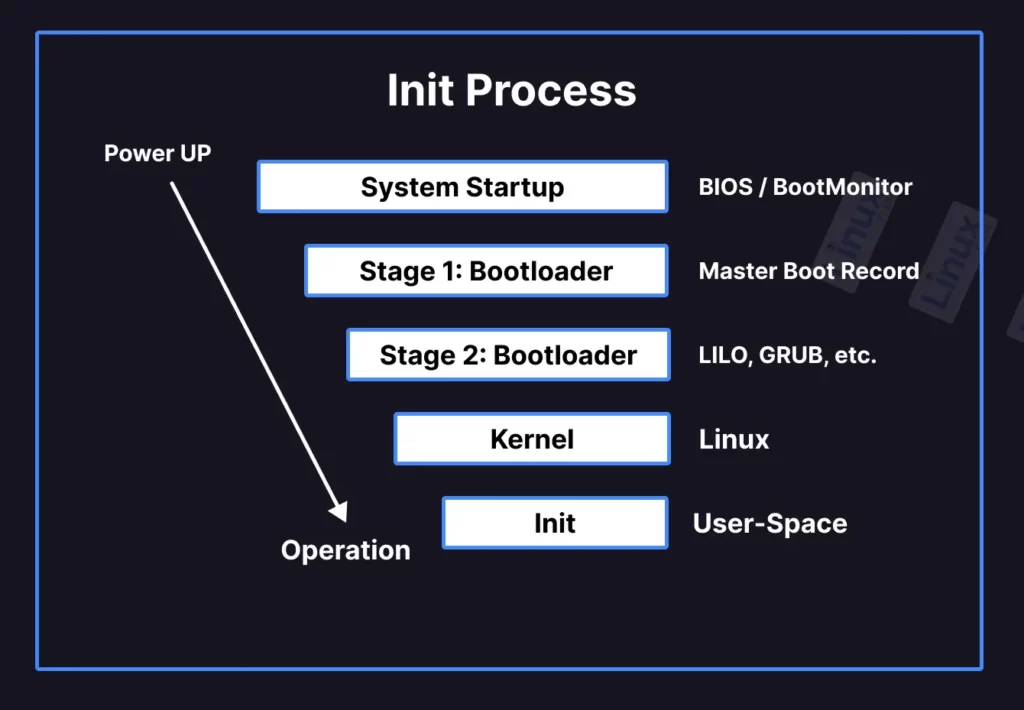 Init Process
Power UP
System Startup
BIOS / BootMonitor
Stage 1: Bootloader
Master Boot Record
Stage 2: Bootloader
LILO, GRUB, etc.
Kernel
Linux
Init
User-Space
Operation
Linux
Linux